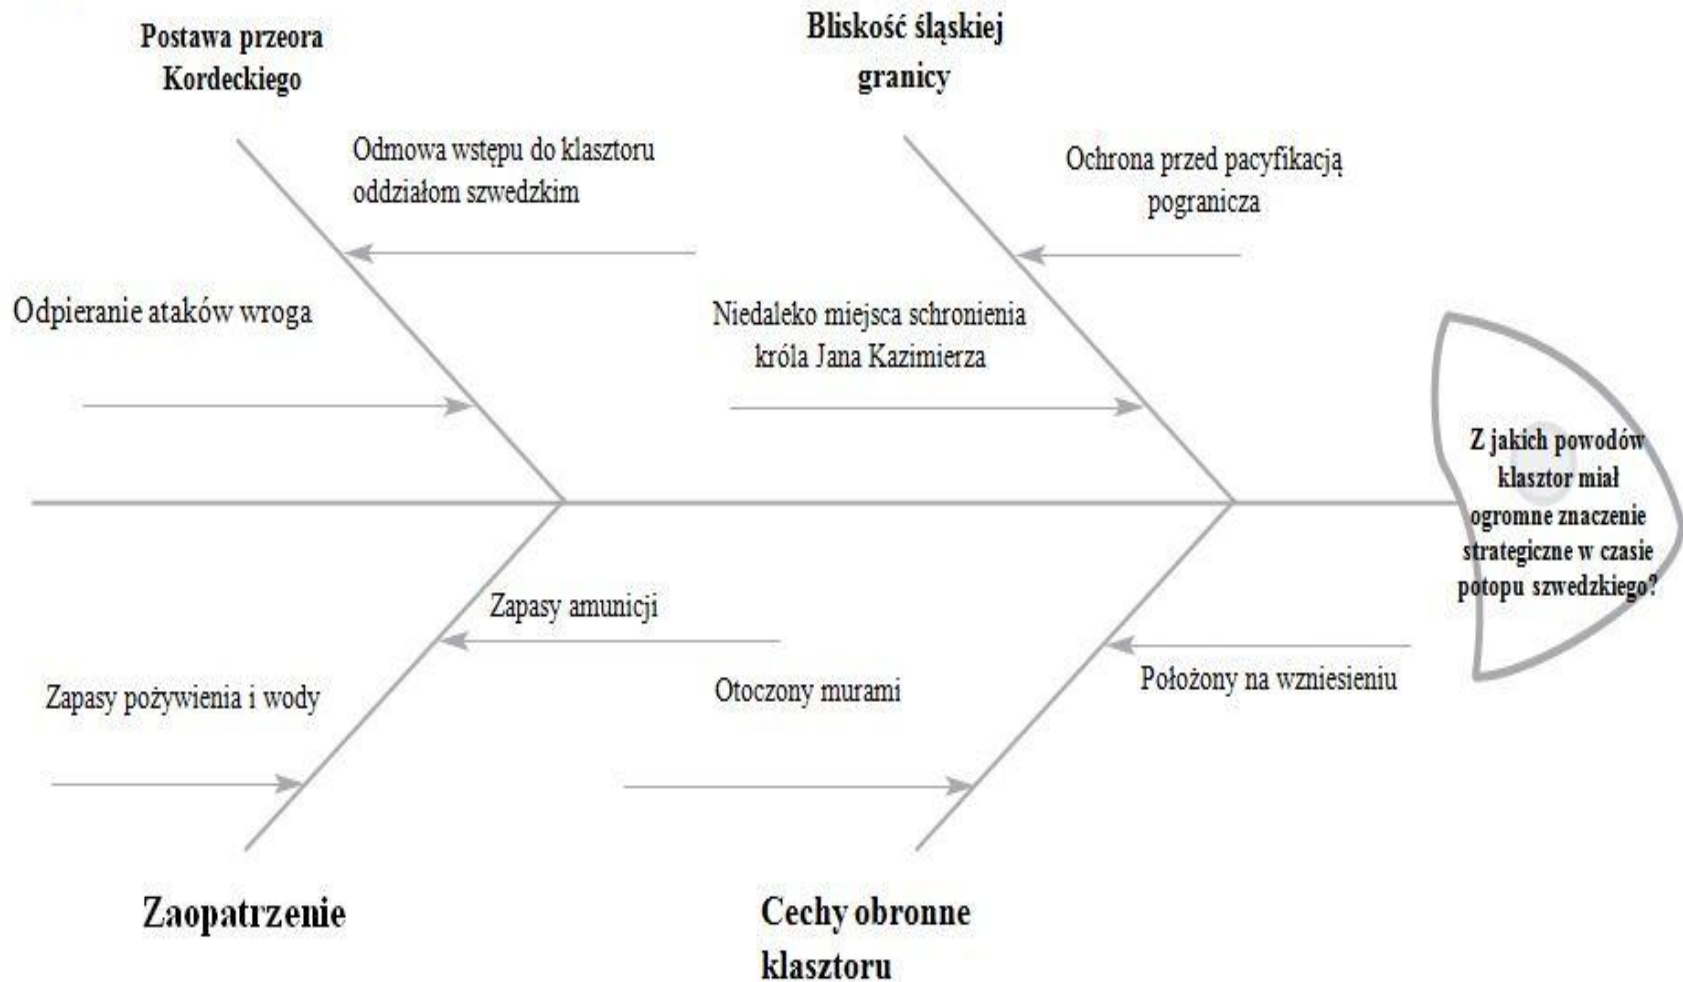 Postawa przeora
Kordeckiego
Bliskość śląskiej
granicy
Odmowa wstępu do klasztoru
oddziałom szwedzkim
Ochrona przed pacyfikacją
pogranicza
Odpieranie ataków wroga
Niedaleko miejsca schronienia
króla Jana Kazimierza
Z jakich powodów
klasztor miał
ogromne znaczenie
strategiczne w czasie
potopu szwedzkiego?
Zapasy amunicji
Zapasy pożywienia i wody
Otoczony murami
Położony na wzniesieniu
Zaopatrzenie
Cechy obronne
klasztoru